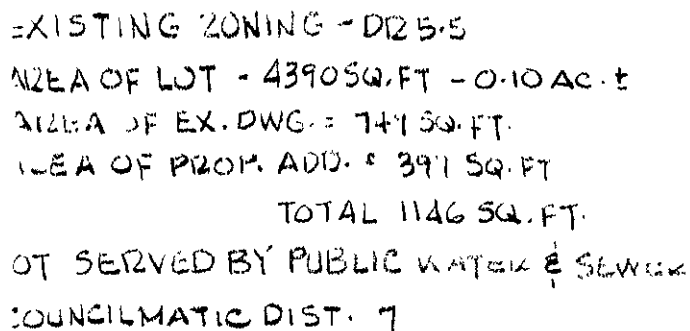 EXISTING ZONING - DR 5.5
AREA OF LOT - 4390 SQ. FT - 0.10 AC. ±
AREA OF EX. DWG. = SQ. FT.
AREA OF PROP. ADD. = 397 SQ. FT
TOTAL 1146 SQ. FT.
OT SERVED BY PUBLIC WATER & SEWER
COUNCILMATIC DIST. 7